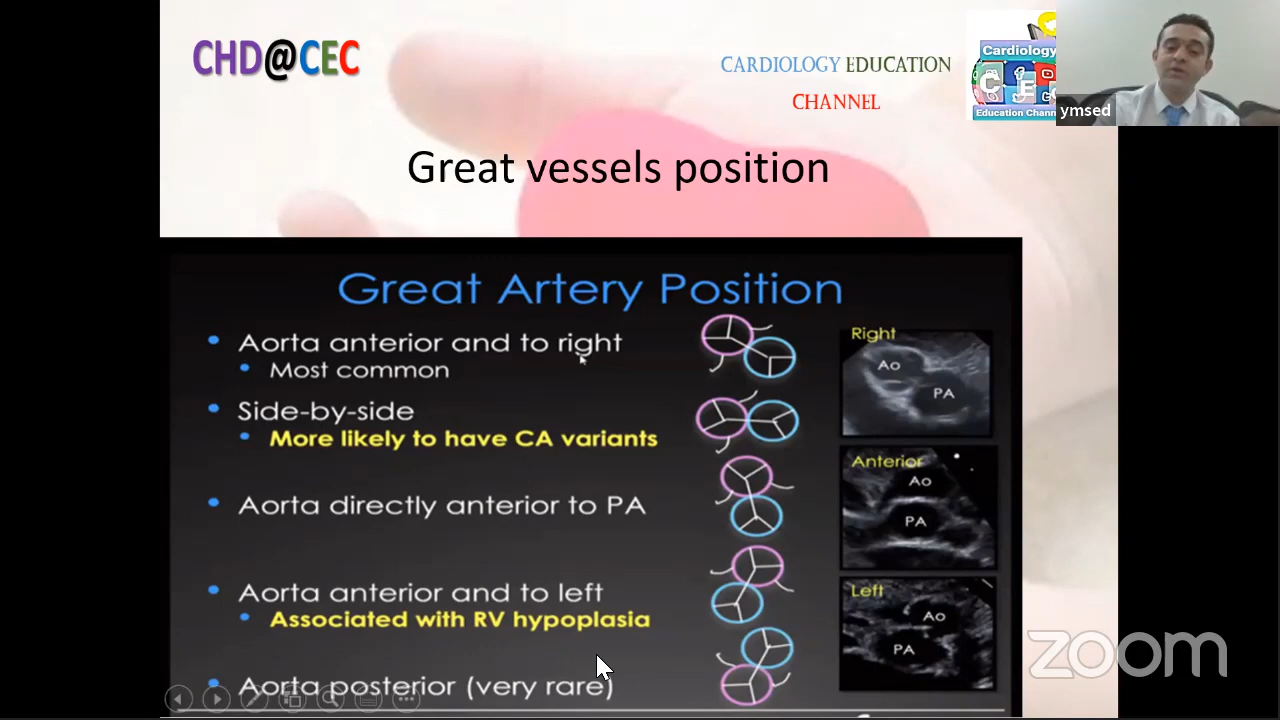 CHD@CEC
CARDIOLOGY EDUCATION
CHANNEL
Cardiology
C E C
Education Chann
ymsed
Great vessels position
Great Artery Position
• Aorta anterior and to right
• Most common
• Side-by-side
• More likely to have CA variants
• Aorta directly anterior to PA
• Aorta anterior and to left
• Associated with RV hypoplasia
• Aorta posterior (very rare)
Right
Ao
PA
Anterior
Ao
PA
Left
Ao
PA
zoom